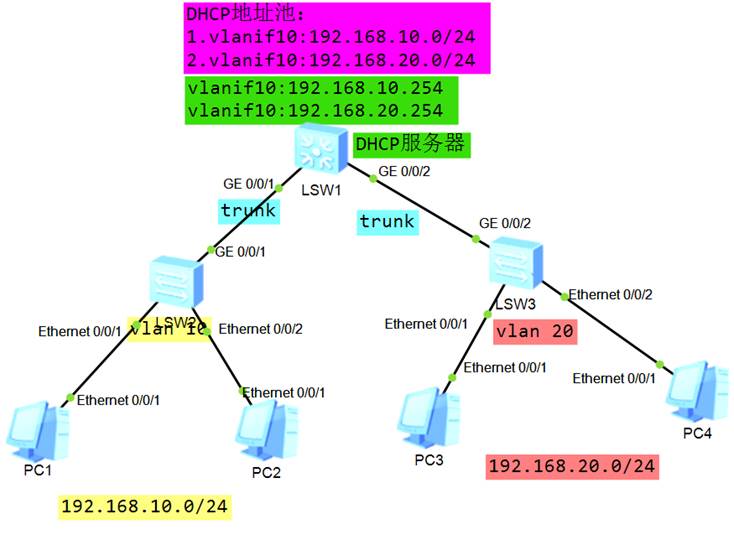 DHCP地址池:
1.vlanif10:192.168.10.0/24
2.vlanif10:192.168.20.0/24
vlanif10:192.168.10.254
vlanif10:192.168.20.254
DHCP服务器
LSW1
GE 0/0/1
GE 0/0/2
trunk
trunk
GE 0/0/1
GE 0/0/2
LSW2
vlan 10
Ethernet 0/0/1
Ethernet 0/0/2
LSW3
vlan 20
Ethernet 0/0/1
Ethernet 0/0/2
Ethernet 0/0/1
Ethernet 0/0/1
Ethernet 0/0/1
Ethernet 0/0/1
PC1
PC2
PC3
PC4
192.168.10.0/24
192.168.20.0/24